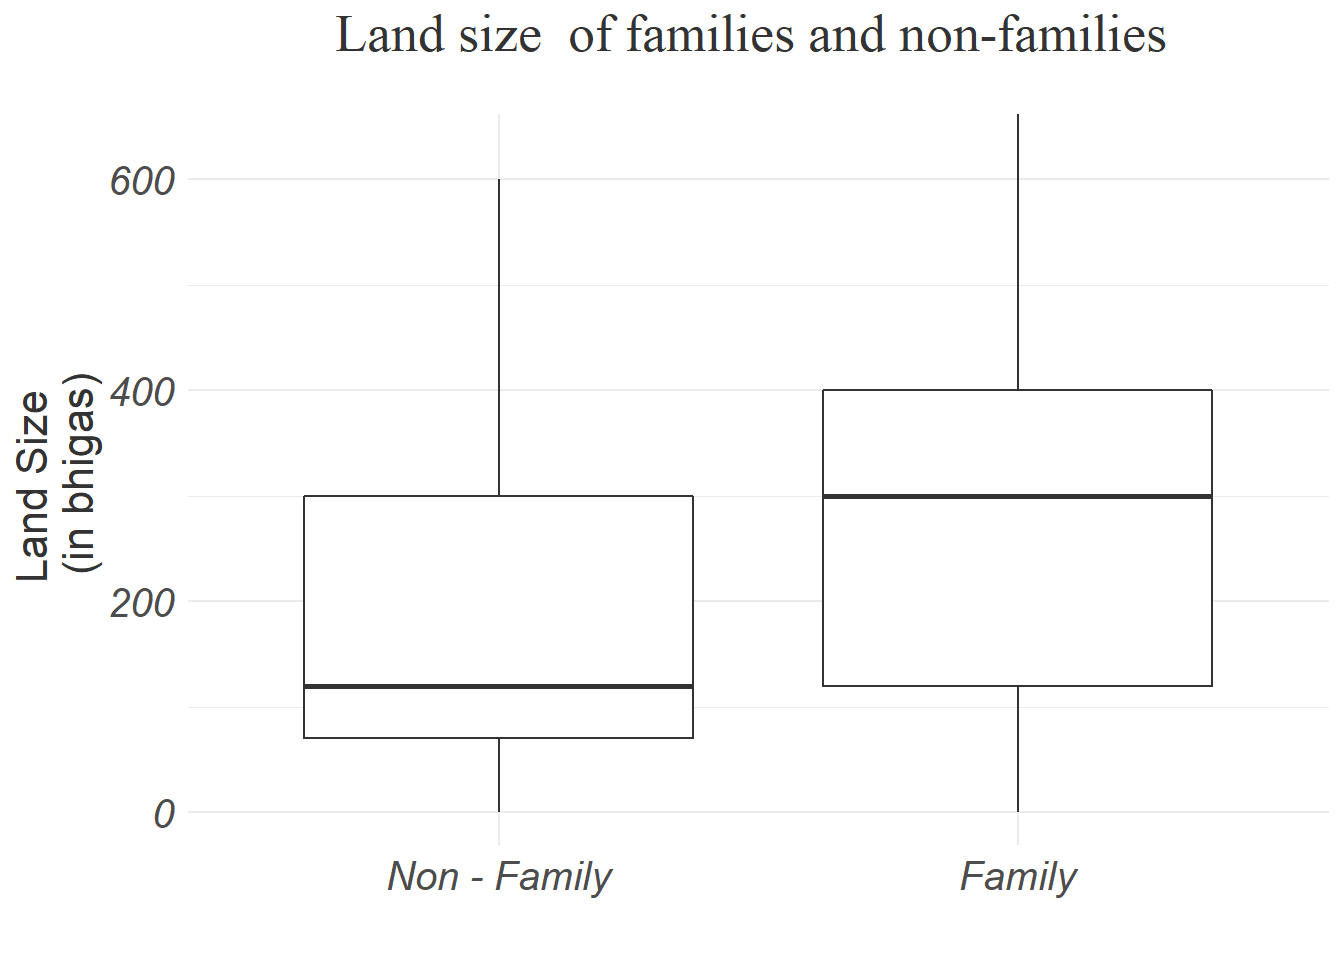 Land size  of families and non-families
Land Size
(in bhigas)
600
400
200
0
Non - Family
Family